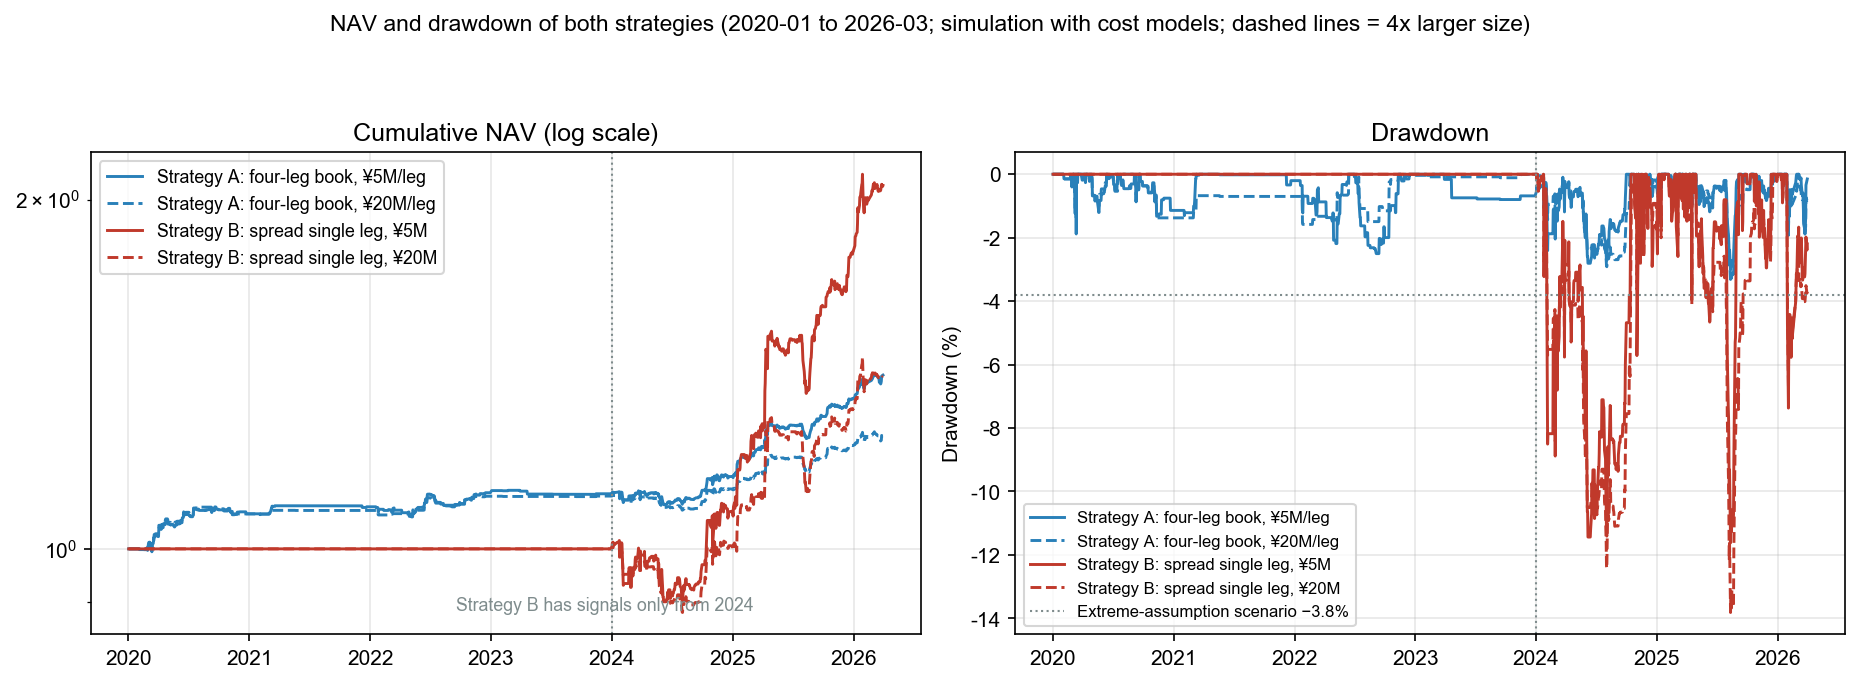 NAV and drawdown of both strategies (2020-01 to 2026-03; simulation with cost models; dashed lines = 4x larger size)
Cumulative NAV (log scale)
2 × 10⁰
10⁰
Strategy A: four-leg book, ¥5M/leg
Strategy A: four-leg book, ¥20M/leg
Strategy B: spread single leg, ¥5M
Strategy B: spread single leg, ¥20M
Strategy B has signals only from 2024
2020 2021 2022 2023 2024 2025 2026
Drawdown
Drawdown (%)
0
-2
-4
-6
-8
-10
-12
-14
Strategy A: four-leg book, ¥5M/leg
Strategy A: four-leg book, ¥20M/leg
Strategy B: spread single leg, ¥5M
Strategy B: spread single leg, ¥20M
Extreme-assumption scenario −3.8%
2020 2021 2022 2023 2024 2025 2026